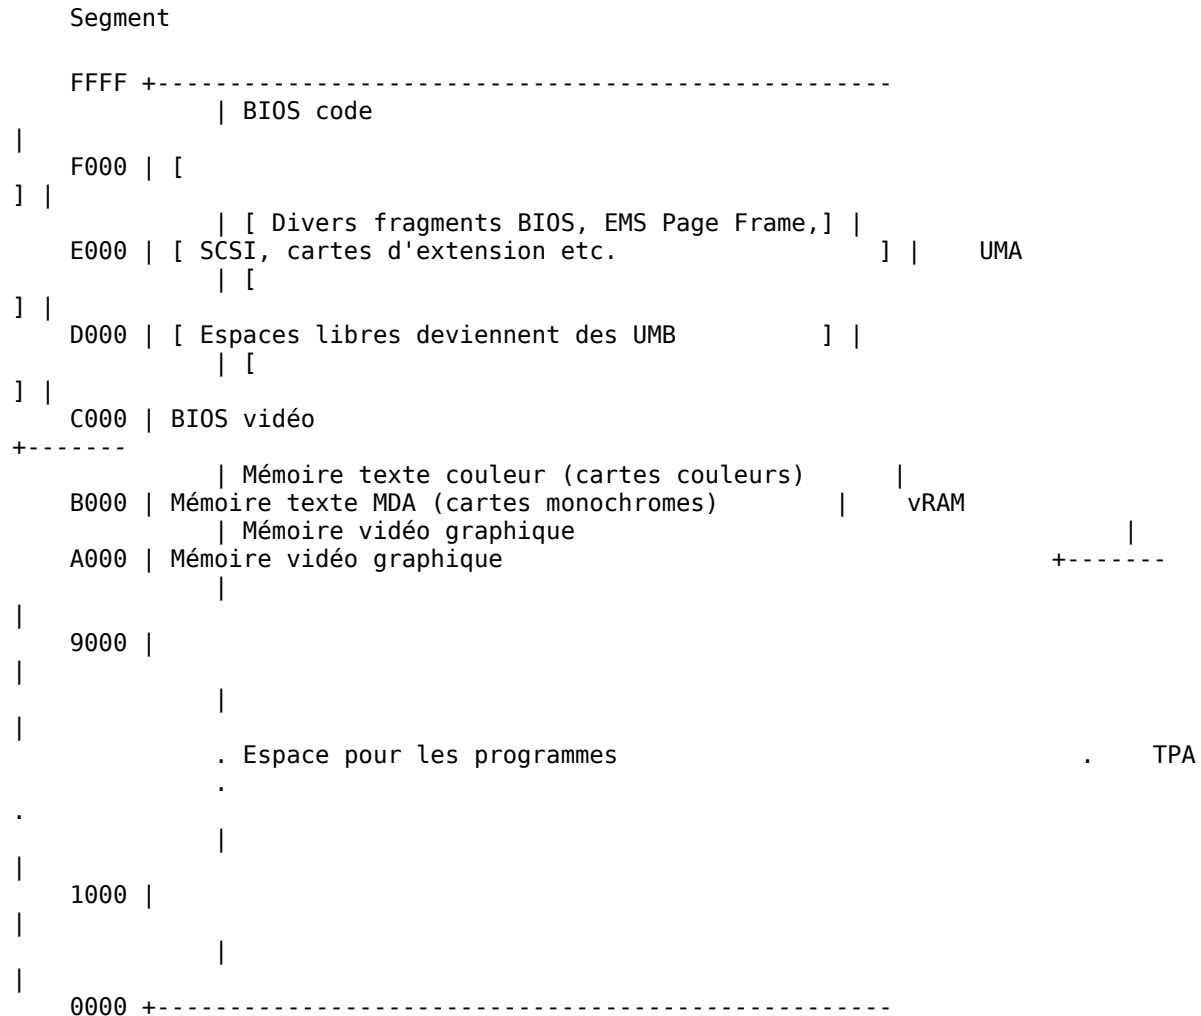 Segment
FFFF +---------------------------------------------------
| BIOS code
|
F000 | [
] |
| [ Divers fragments BIOS, EMS Page Frame,] |
E000 | [ SCSI, cartes d'extension etc. ] | UMA
| [
] |
D000 | [ Espaces libres deviennent des UMB ] |
| [
] |
C000 | BIOS vidéo
+-------
| Mémoire texte couleur (cartes couleurs) |
B000 | Mémoire texte MDA (cartes monochromes) | vRAM
| Mémoire vidéo graphique |
A000 | Mémoire vidéo graphique +-------
|
|
9000 |
|
|
|
. Espace pour les programmes . TPA
.
.
|
|
1000 |
|
|
|
0000 +---------------------------------------------------